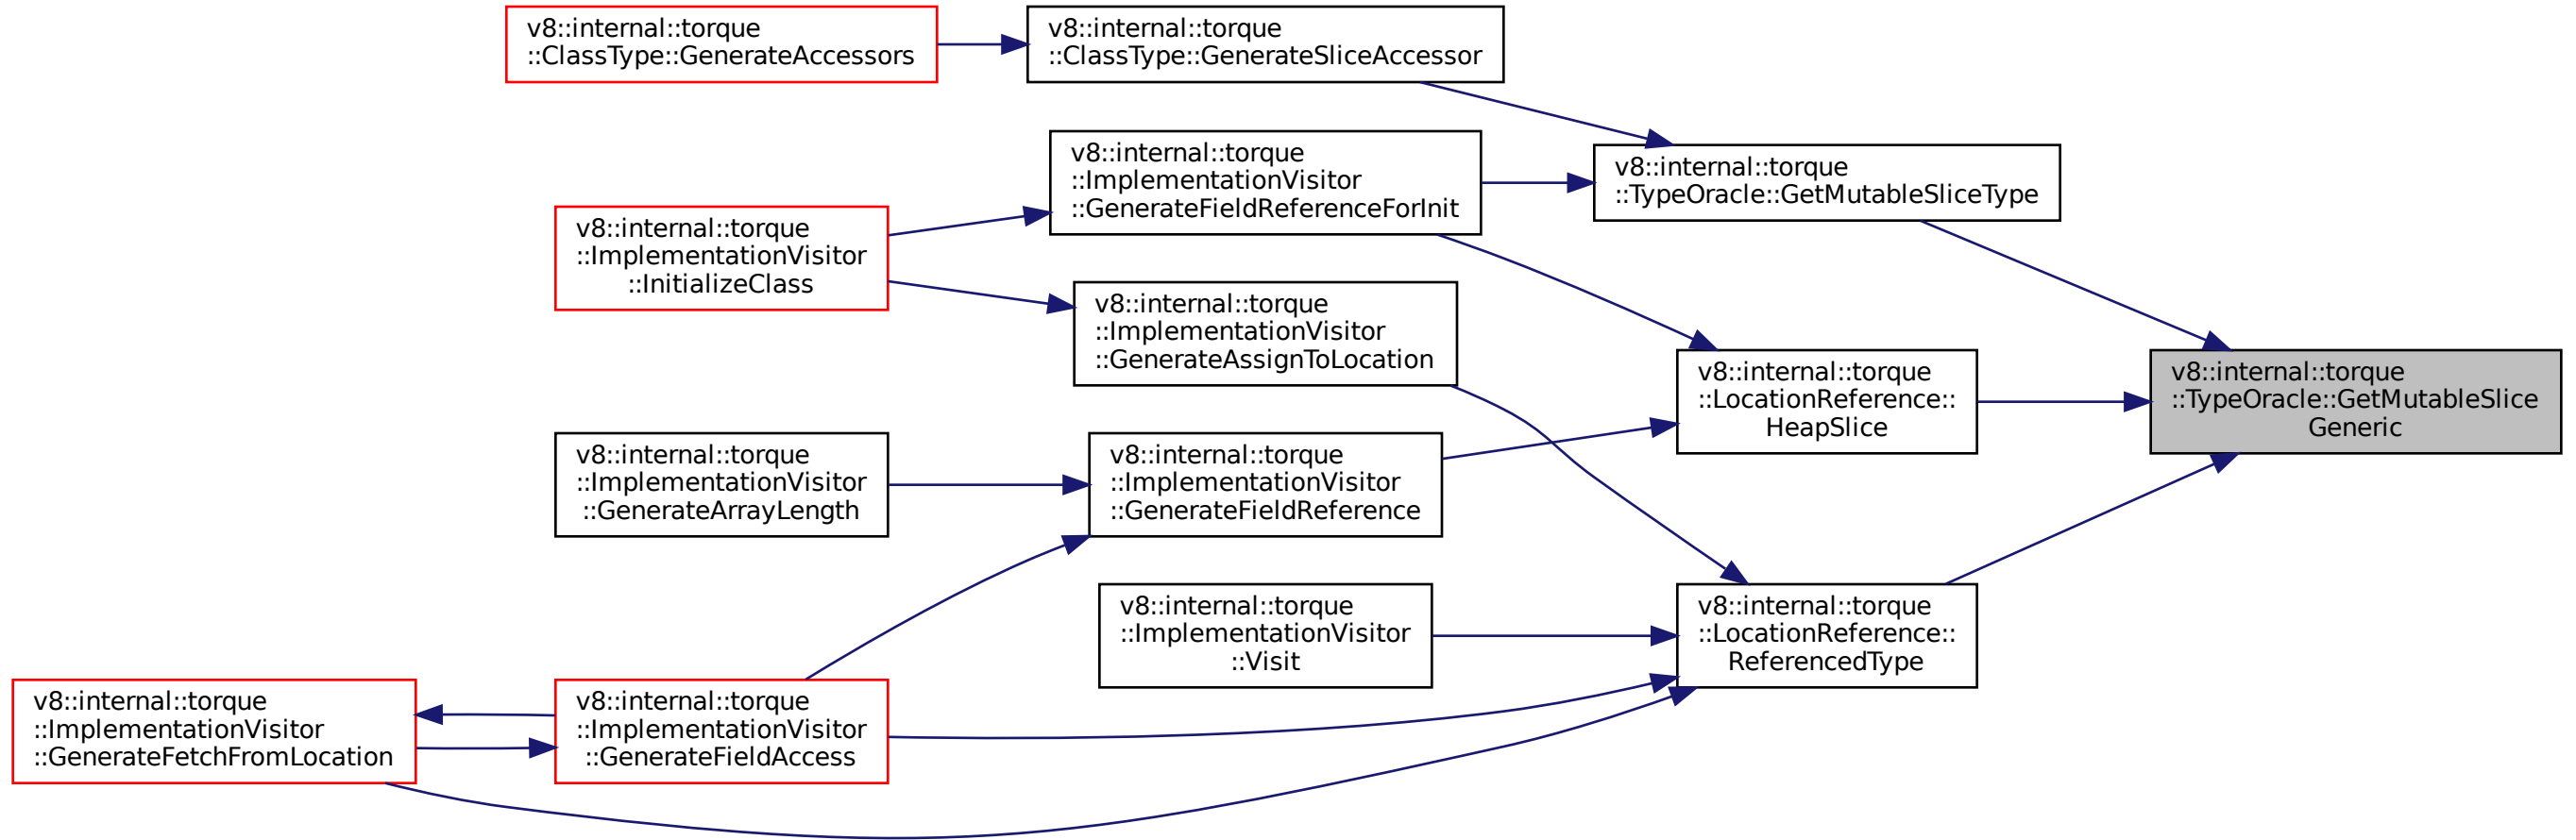 v8::internal::torque
::ClassType::GenerateAccessors
v8::internal::torque
::ClassType::GenerateSliceAccessor
v8::internal::torque
::ImplementationVisitor
::GenerateFieldReferenceForInit
v8::internal::torque
::TypeOracle::GetMutableSliceType
v8::internal::torque
::ImplementationVisitor
::InitializeClass
v8::internal::torque
::ImplementationVisitor
::GenerateAssignToLocation
v8::internal::torque
::LocationReference::
HeapSlice
v8::internal::torque
::TypeOracle::GetMutableSlice
Generic
v8::internal::torque
::ImplementationVisitor
::GenerateArrayLength
v8::internal::torque
::ImplementationVisitor
::GenerateFieldReference
v8::internal::torque
::ImplementationVisitor
::Visit
v8::internal::torque
::LocationReference::
ReferencedType
v8::internal::torque
::ImplementationVisitor
::GenerateFetchFromLocation
v8::internal::torque
::ImplementationVisitor
::GenerateFieldAccess